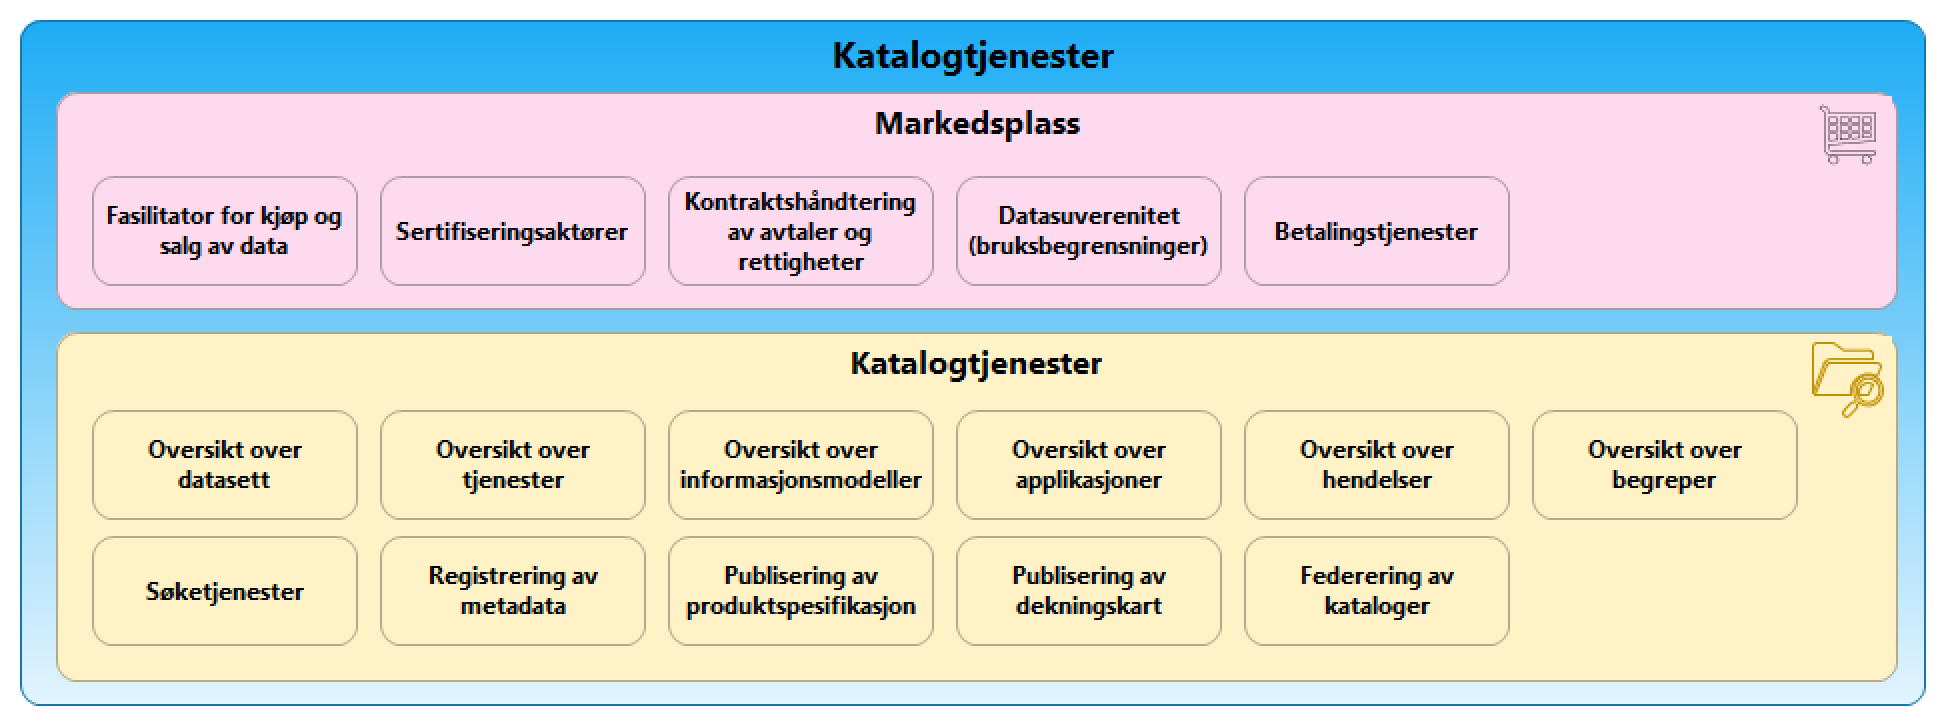 Katalogtjenester
Markedsplass
Fasilitator for kjøp og
salg av data
Sertifiseringsaktører
Kontraktshåndtering
av avtaler og
rettigheter
Datasuverenitet
(bruksbegrensninger)
Betalingstjenester
Katalogtjenester
Oversikt over
datasett
Oversikt over
tjenester
Oversikt over
informasjonsmodeller
Oversikt over
applikasjoner
Oversikt over
hendelser
Oversikt over
begreper
Søketjenester
Registrering av
metadata
Publisering av
produktspesifikasjon
Publisering av
dekningskart
Federering av
kataloger